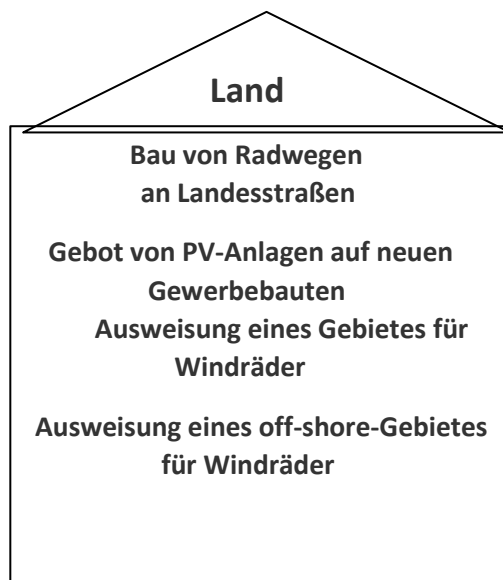 Land
Bau von Radwegen
an Landesstraßen
Gebot von PV-Anlagen auf neuen
Gewerbebauten
Ausweisung eines Gebietes für
Windräder
Ausweisung eines off-shore-Gebietes
für Windräder